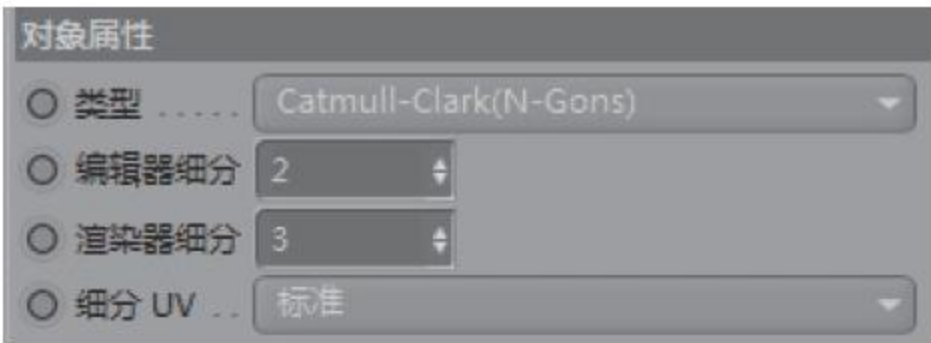 对象属性
类型 ..... Catmull-Clark(N-Gons)
编辑器细分 2
渲染器细分 3
细分 UV .. 标准